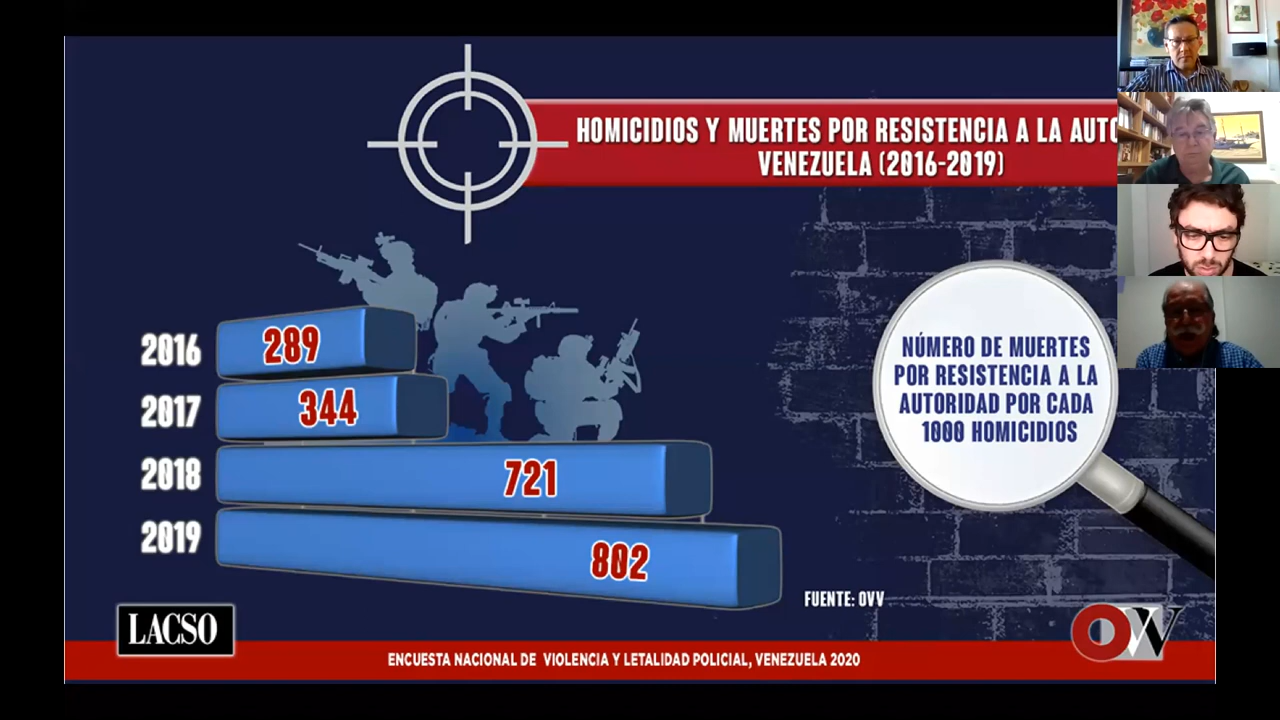 HOMICIDIOS Y MUERTES POR RESISTENCIA A LA
VENEZUELA (2016-2019)
2016 289
2017 344
2018 721
2019 802
NÚMERO DE MUERTES
POR RESISTENCIA A LA
AUTORIDAD POR CADA
1000 HOMICIDIOS
FUENTE: OVV
LACSO
OVV
ENCUESTA NACIONAL DE VIOLENCIA Y LETALIDAD POLICIAL, VENEZUELA 2020